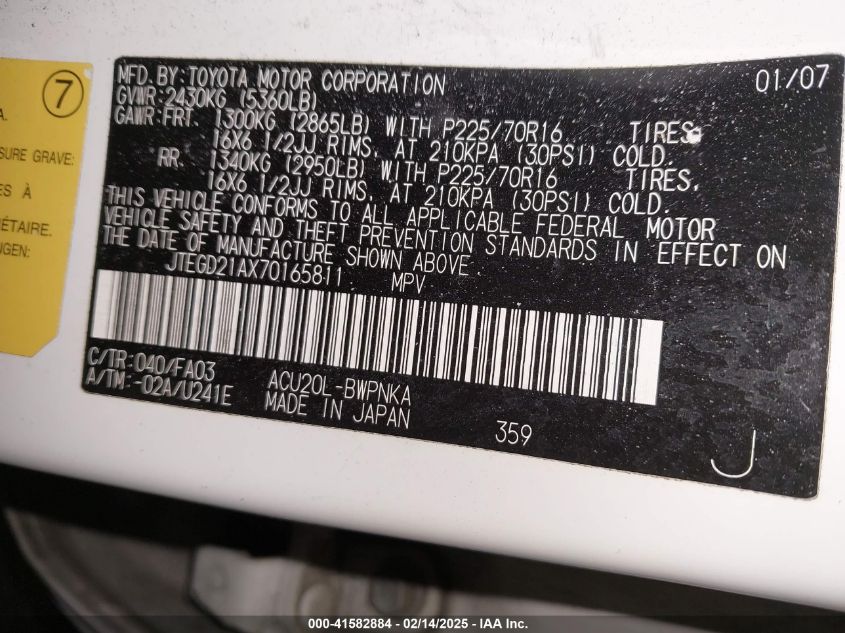 7
A.
SURE GRAVE:
ES À
ÉTAIRE.
UGEN:
MFD.BY:TOYOTA MOTOR CORPORATION 01/07
GVWR:2430KG (5360LB)
GAWR:FRT. 1300KG (2865LB) WITH P225/70R16 TIRES,
16X6 1/2JJ RIMS, AT 210KPA (30PSI) COLD.
RR 1340KG (2950LB) WITH P225/70R16 TIRES,
16X6 1/2JJ RIMS, AT 210KPA (30PSI) COLD.
THIS VEHICLE CONFORMS TO ALL APPLICABLE FEDERAL MOTOR
VEHICLE SAFETY AND THEFT PREVENTION STANDARDS IN EFFECT ON
THE DATE OF MANUFACTURE SHOWN ABOVE.
JTEGD21AX70165811 MPV
C/TR:040/FA03
A/TM:-02A/U241E
ACU20L-BWPNKA
MADE IN JAPAN
359
J
000-41582884 - 02/14/2025 - IAA Inc.